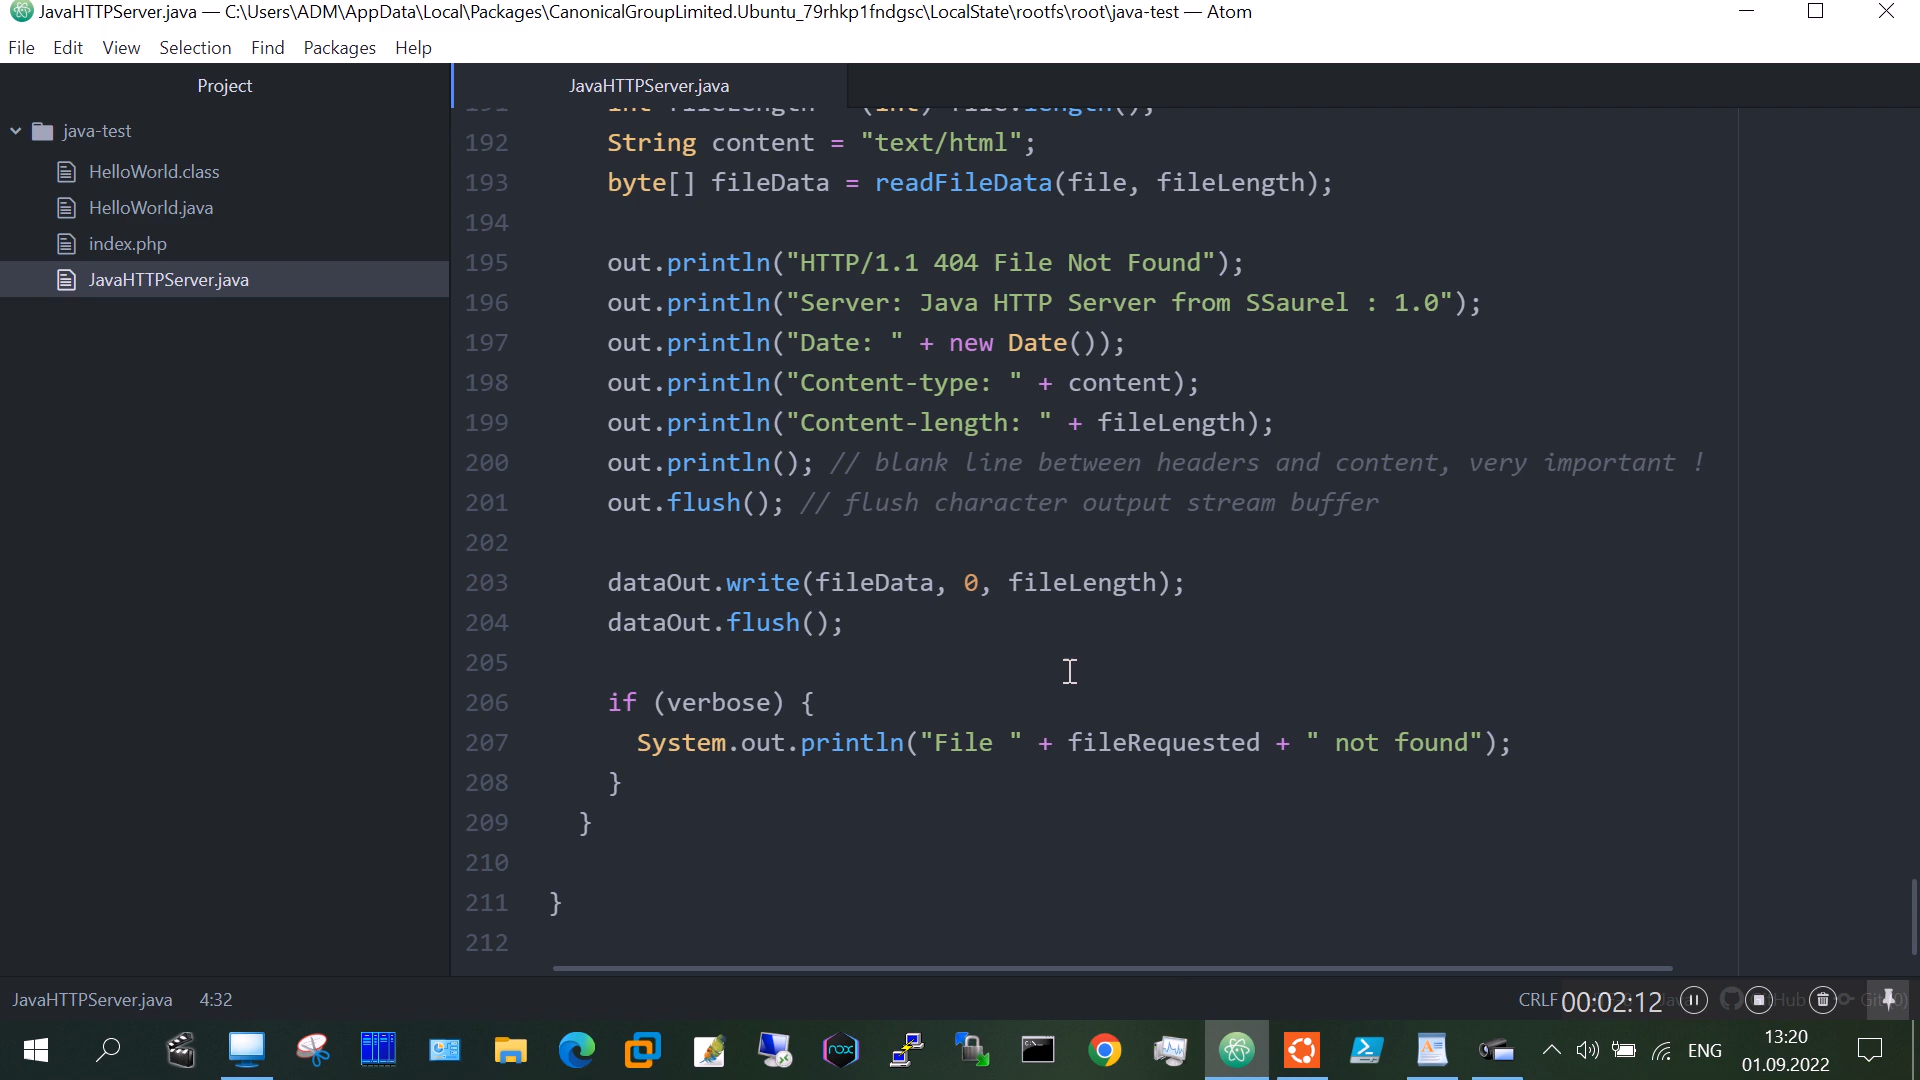 JavaHTTPServer.java — C:\Users\ADM\AppData\Local\Packages\CanonicalGroupLimited.Ubuntu_79rhkp1fndgsc\LocalState\rootfs\root\java-test — Atom
File Edit View Selection Find Packages Help
Project
JavaHTTPServer.java
java-test
HelloWorld.class
HelloWorld.java
index.php
JavaHTTPServer.java
191 int fileLength = (int) file.length();
192 String content = "text/html";
193 byte[] fileData = readFileData(file, fileLength);
194
195 out.println("HTTP/1.1 404 File Not Found");
196 out.println("Server: Java HTTP Server from SSaurel : 1.0");
197 out.println("Date: " + new Date());
198 out.println("Content-type: " + content);
199 out.println("Content-length: " + fileLength);
200 out.println(); // blank line between headers and content, very important !
201 out.flush(); // flush character output stream buffer
202
203 dataOut.write(fileData, 0, fileLength);
204 dataOut.flush();
205
206 if (verbose) {
207 System.out.println("File " + fileRequested + " not found");
208 }
209 }
210
211 }
212
JavaHTTPServer.java 4:32 CRLF 00:02:12
nox ENG 13:20
01.09.2022